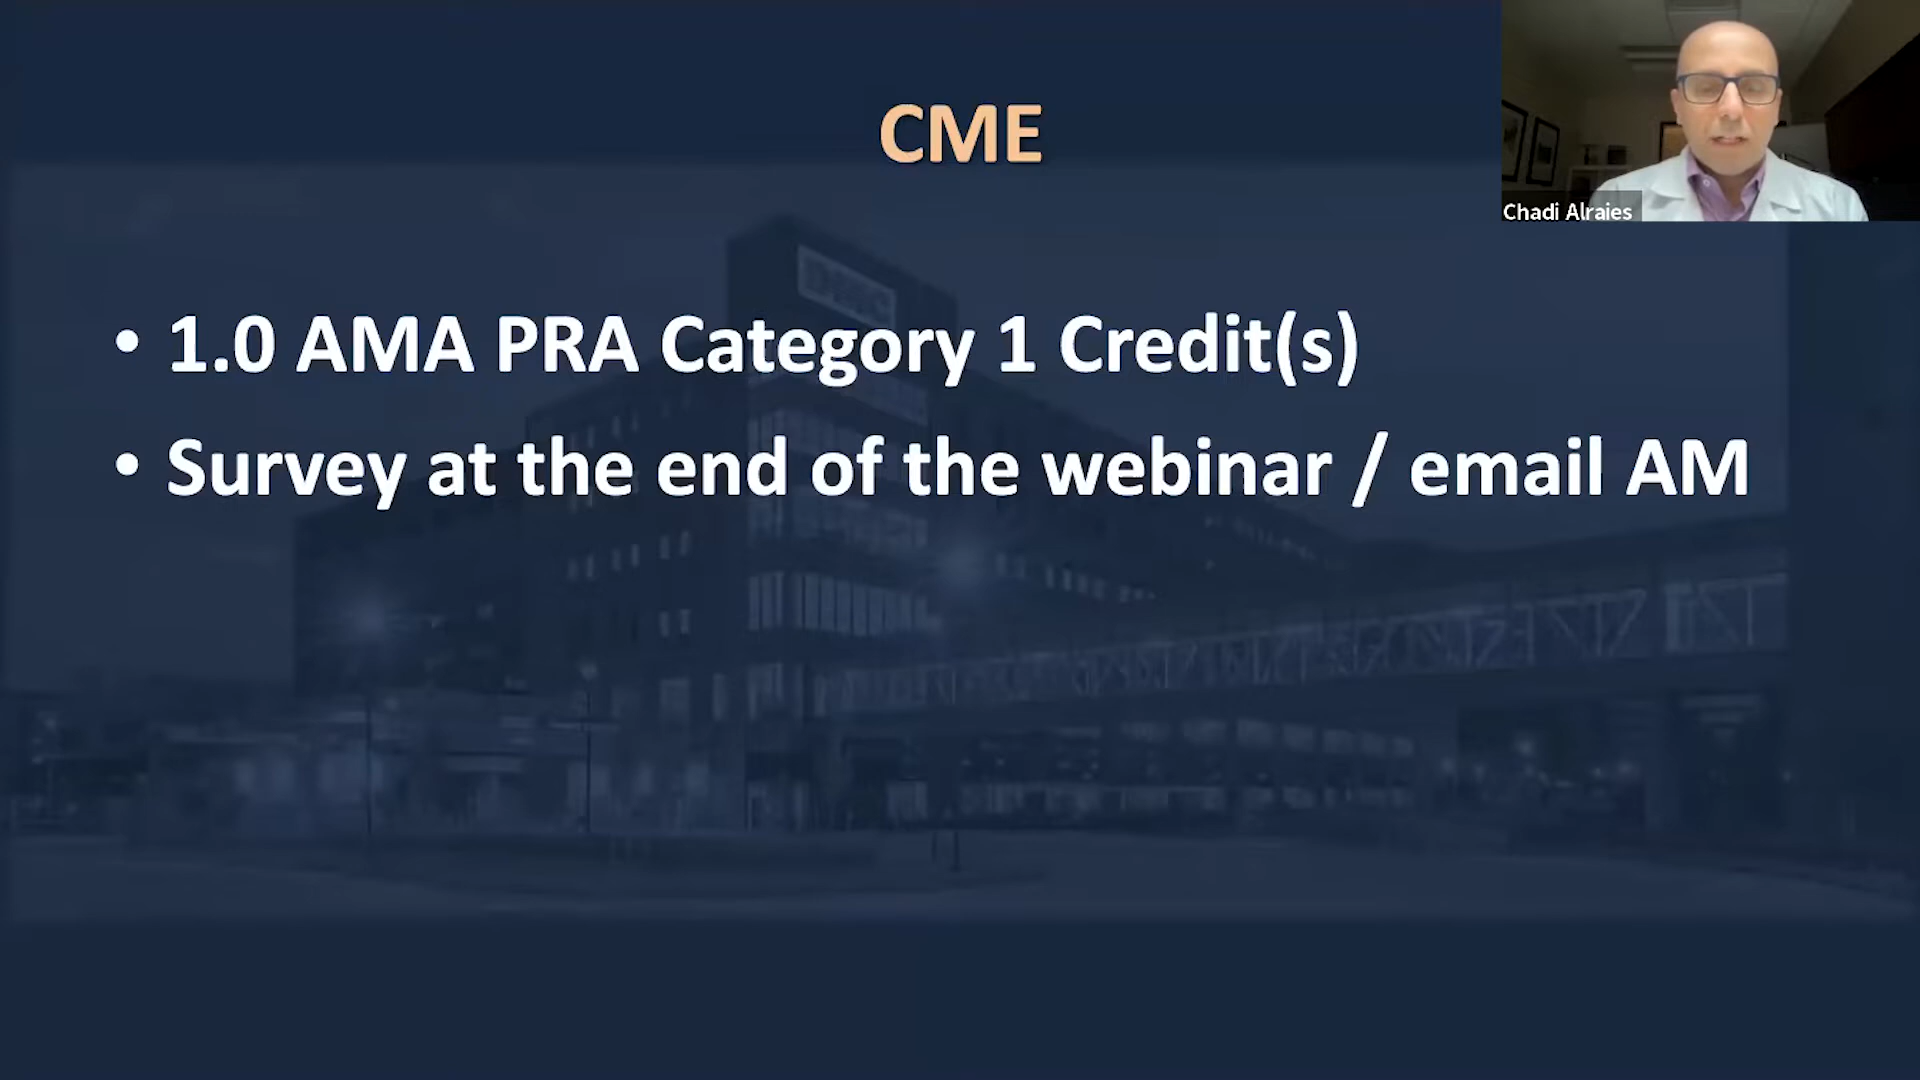 CME
Chadi Alraies
• 1.0 AMA PRA Category 1 Credit(s)
• Survey at the end of the webinar / email AM